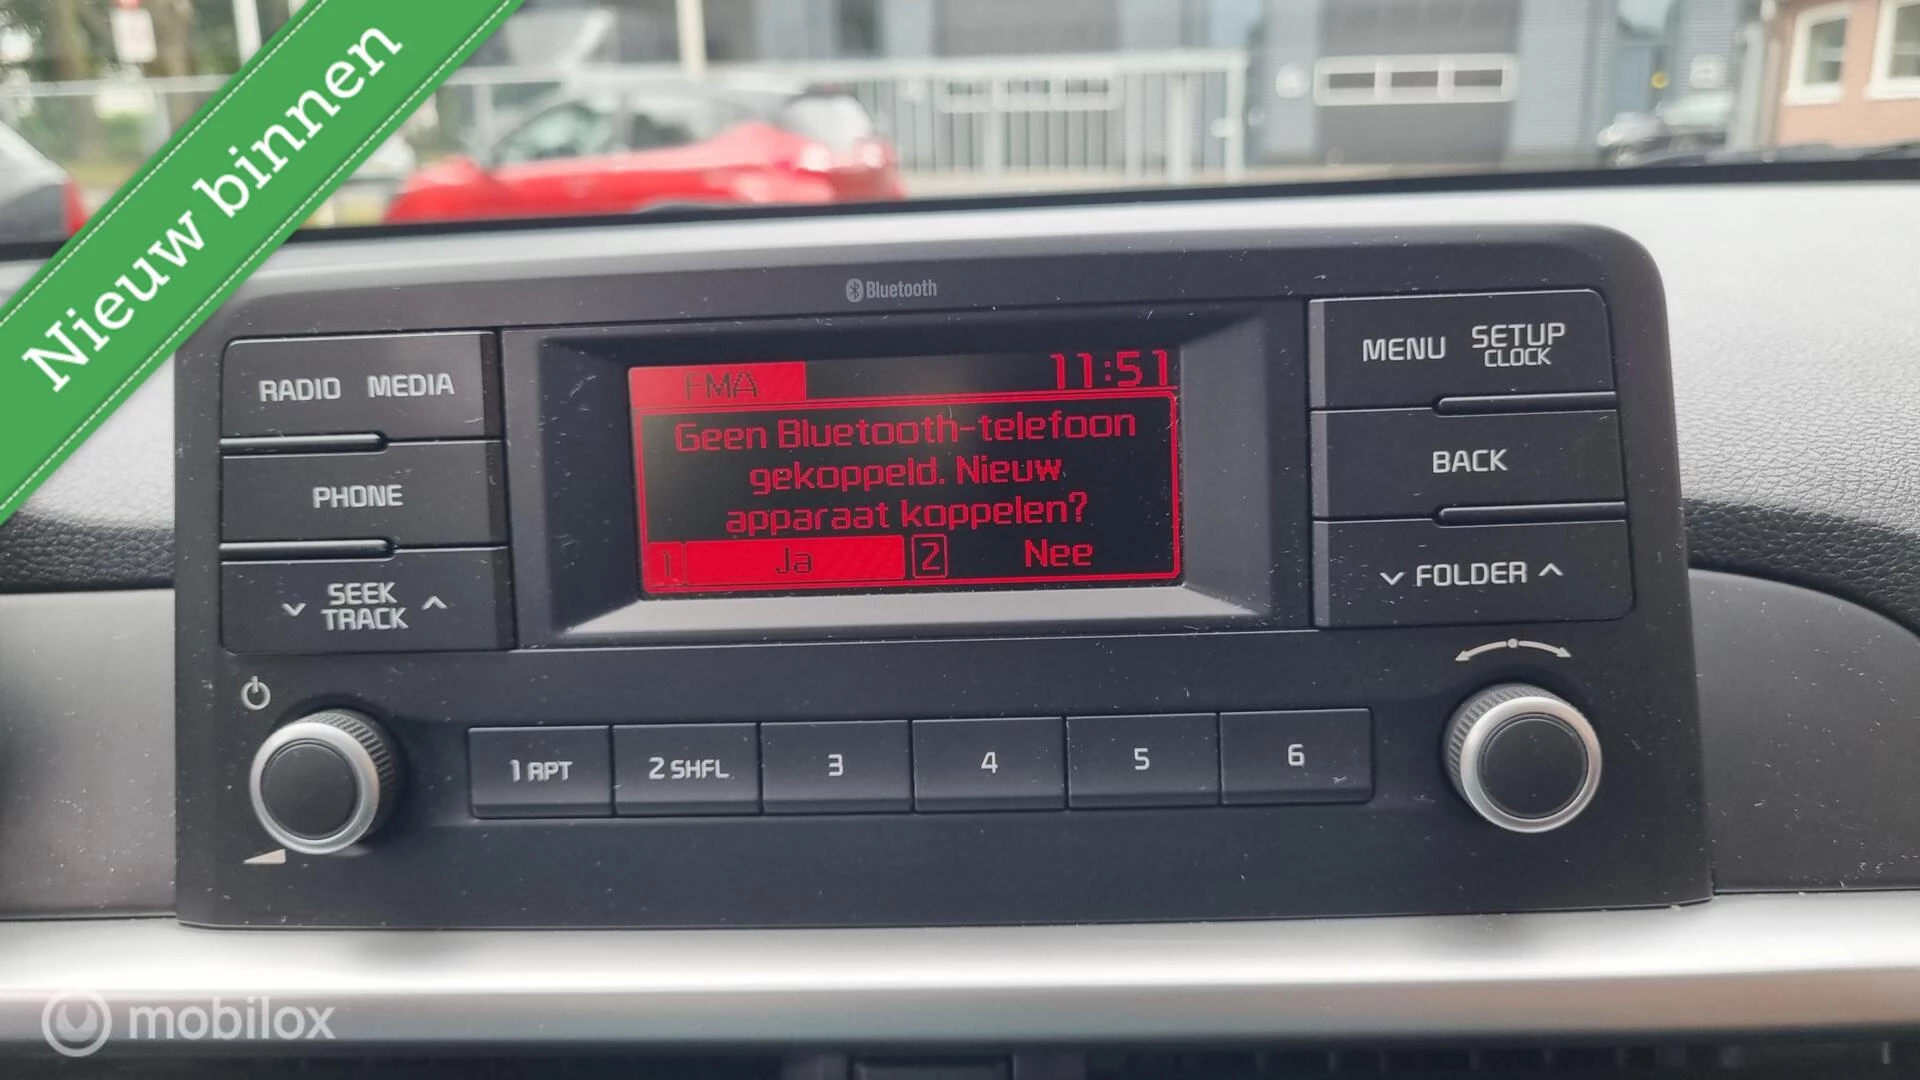 Nieuw binnen
Bluetooth
RADIO MEDIA
PHONE
SEEK
TRACK
FMA 11:51
Geen Bluetooth-telefoon
gekoppeld. Nieuw
apparaat koppelen?
1 Ja 2 Nee
MENU SETUP
CLOCK
BACK
FOLDER
1 RPT 2 SHFL 3 4 5 6
mobilox